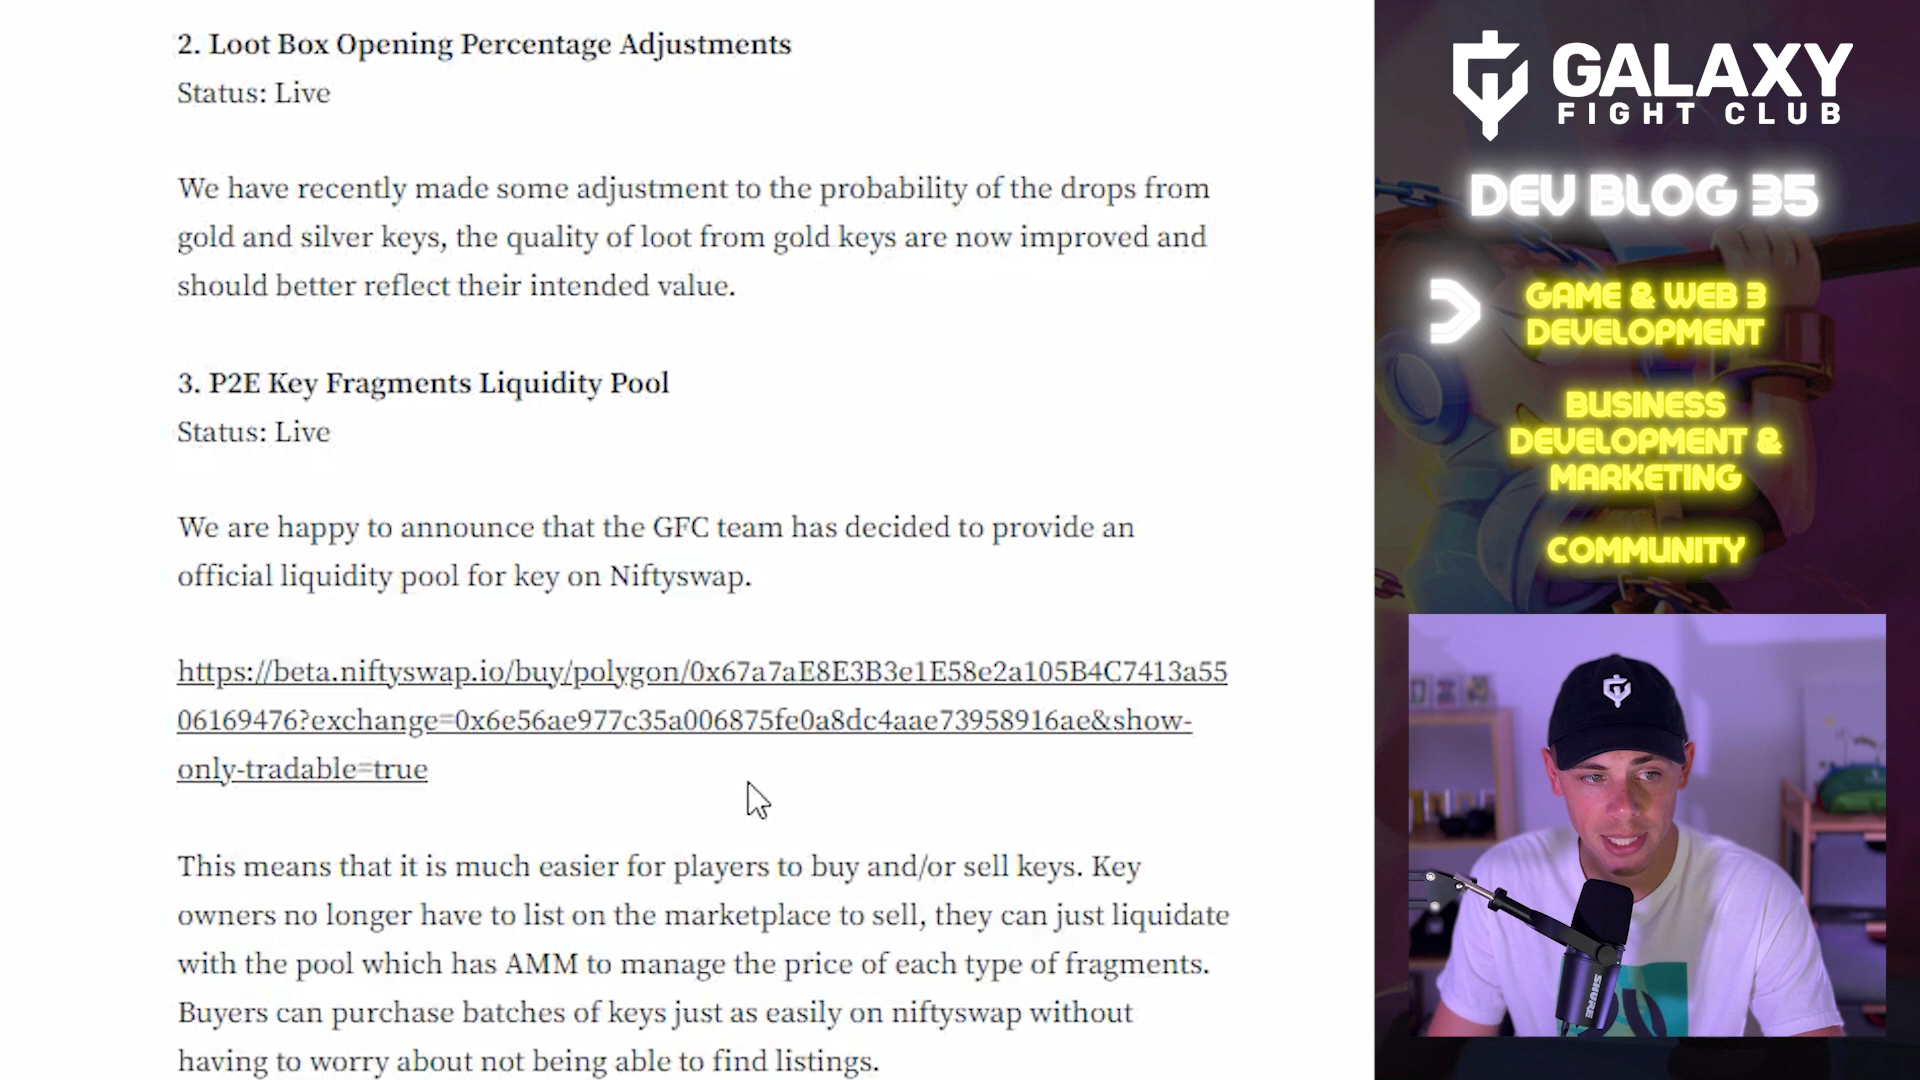 2. Loot Box Opening Percentage Adjustments
Status: Live
We have recently made some adjustment to the probability of the drops from
gold and silver keys, the quality of loot from gold keys are now improved and
should better reflect their intended value.
3. P2E Key Fragments Liquidity Pool
Status: Live
We are happy to announce that the GFC team has decided to provide an
official liquidity pool for key on Niftyswap.
https://beta.niftyswap.io/buy/polygon/0x67a7aE8E3B3e1E58e2a105B4C7413a55
06169476?exchange=0x6e56ae977c35a006875fe0a8dc4aae73958916ae&show-
only-tradable=true
This means that it is much easier for players to buy and/or sell keys. Key
owners no longer have to list on the marketplace to sell, they can just liquidate
with the pool which has AMM to manage the price of each type of fragments.
Buyers can purchase batches of keys just as easily on niftyswap without
having to worry about not being able to find listings.
GALAXY
FIGHT CLUB
DEV BLOG 35
GAME & WEB 3
DEVELOPMENT
BUSINESS
DEVELOPMENT &
MARKETING
COMMUNITY
SHURE